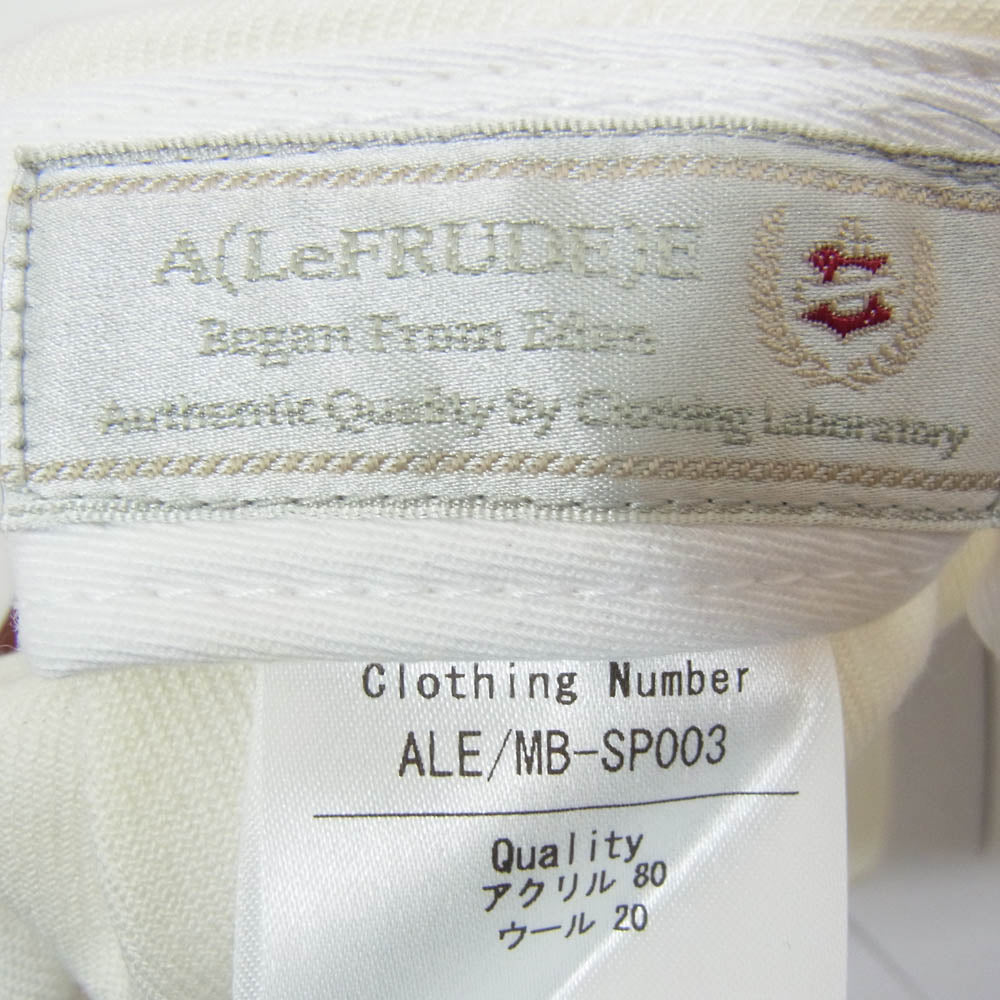 A(LeFRUDE)E
Began From Eden
Authentic Quality By Clothing Laboratory
Clothing Number
ALE/MB-SP003
Quality
アクリル 80
ウール 20